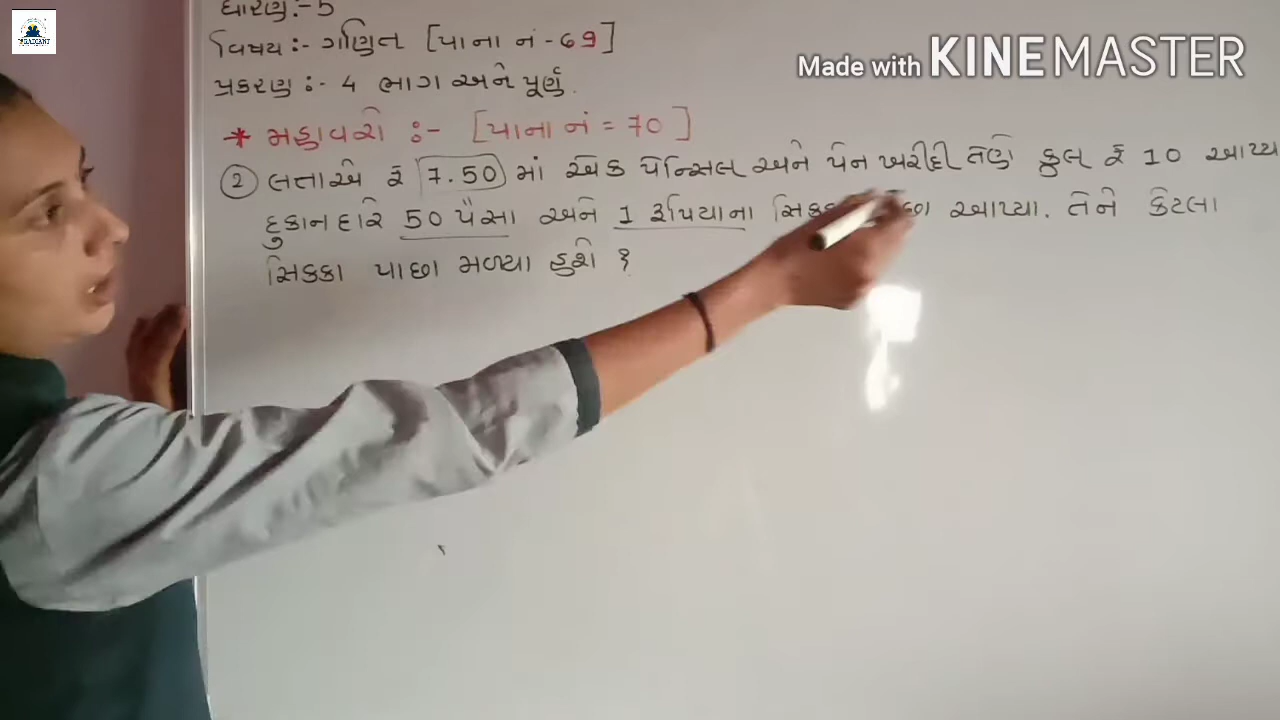 ધોરણ:-5
વિષય:- ગણિત [પાના નં-69]
પ્રકરણ:- 4 ભાગ અને પૂર્ણ.
* મહાવરો :- [પાના નં = 70]
② લતાએ ₹ 7.50 માં એક પેન્સિલ અને પેન ખરીદી તેણે કુલ ₹ 10 આપ્યા
દુકાનદારે 50 પૈસા અને 1 રૂપિયાના આપ્યા. તેને કેટલા
સિક્કા પાછા મળ્યા હશે ?
Made with KINEMASTER